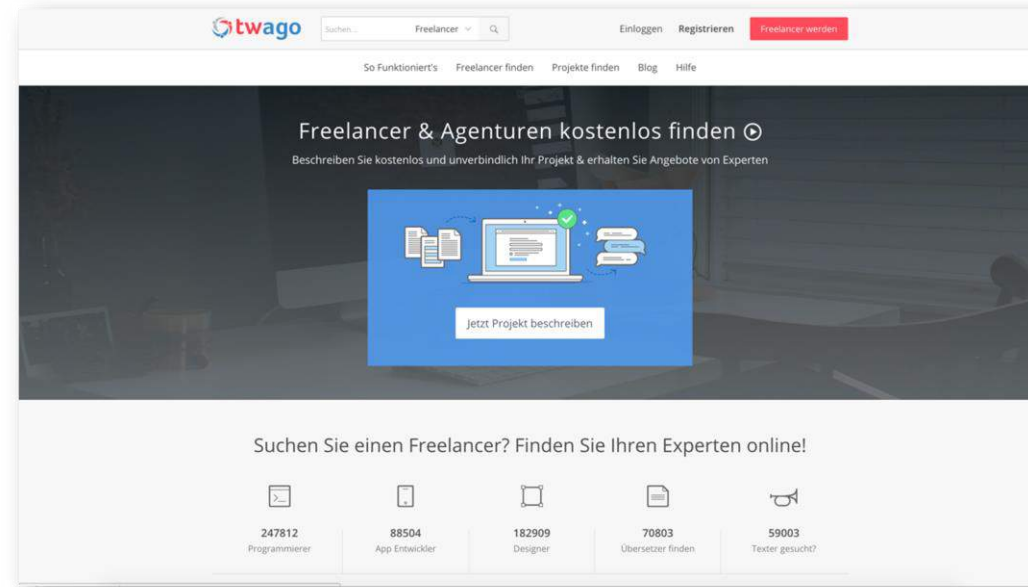 twago
Suchen... Freelancer
Einloggen Registrieren Freelancer werden
So Funktioniert's Freelancer finden Projekte finden Blog Hilfe
Freelancer & Agenturen kostenlos finden
Beschreiben Sie kostenlos und unverbindlich Ihr Projekt & erhalten Sie Angebote von Experten
Jetzt Projekt beschreiben
Suchen Sie einen Freelancer? Finden Sie Ihren Experten online!
247812 88504 182909 70803 59003
Programmierer App Entwickler Designer Übersetzer finden Texter gesucht?